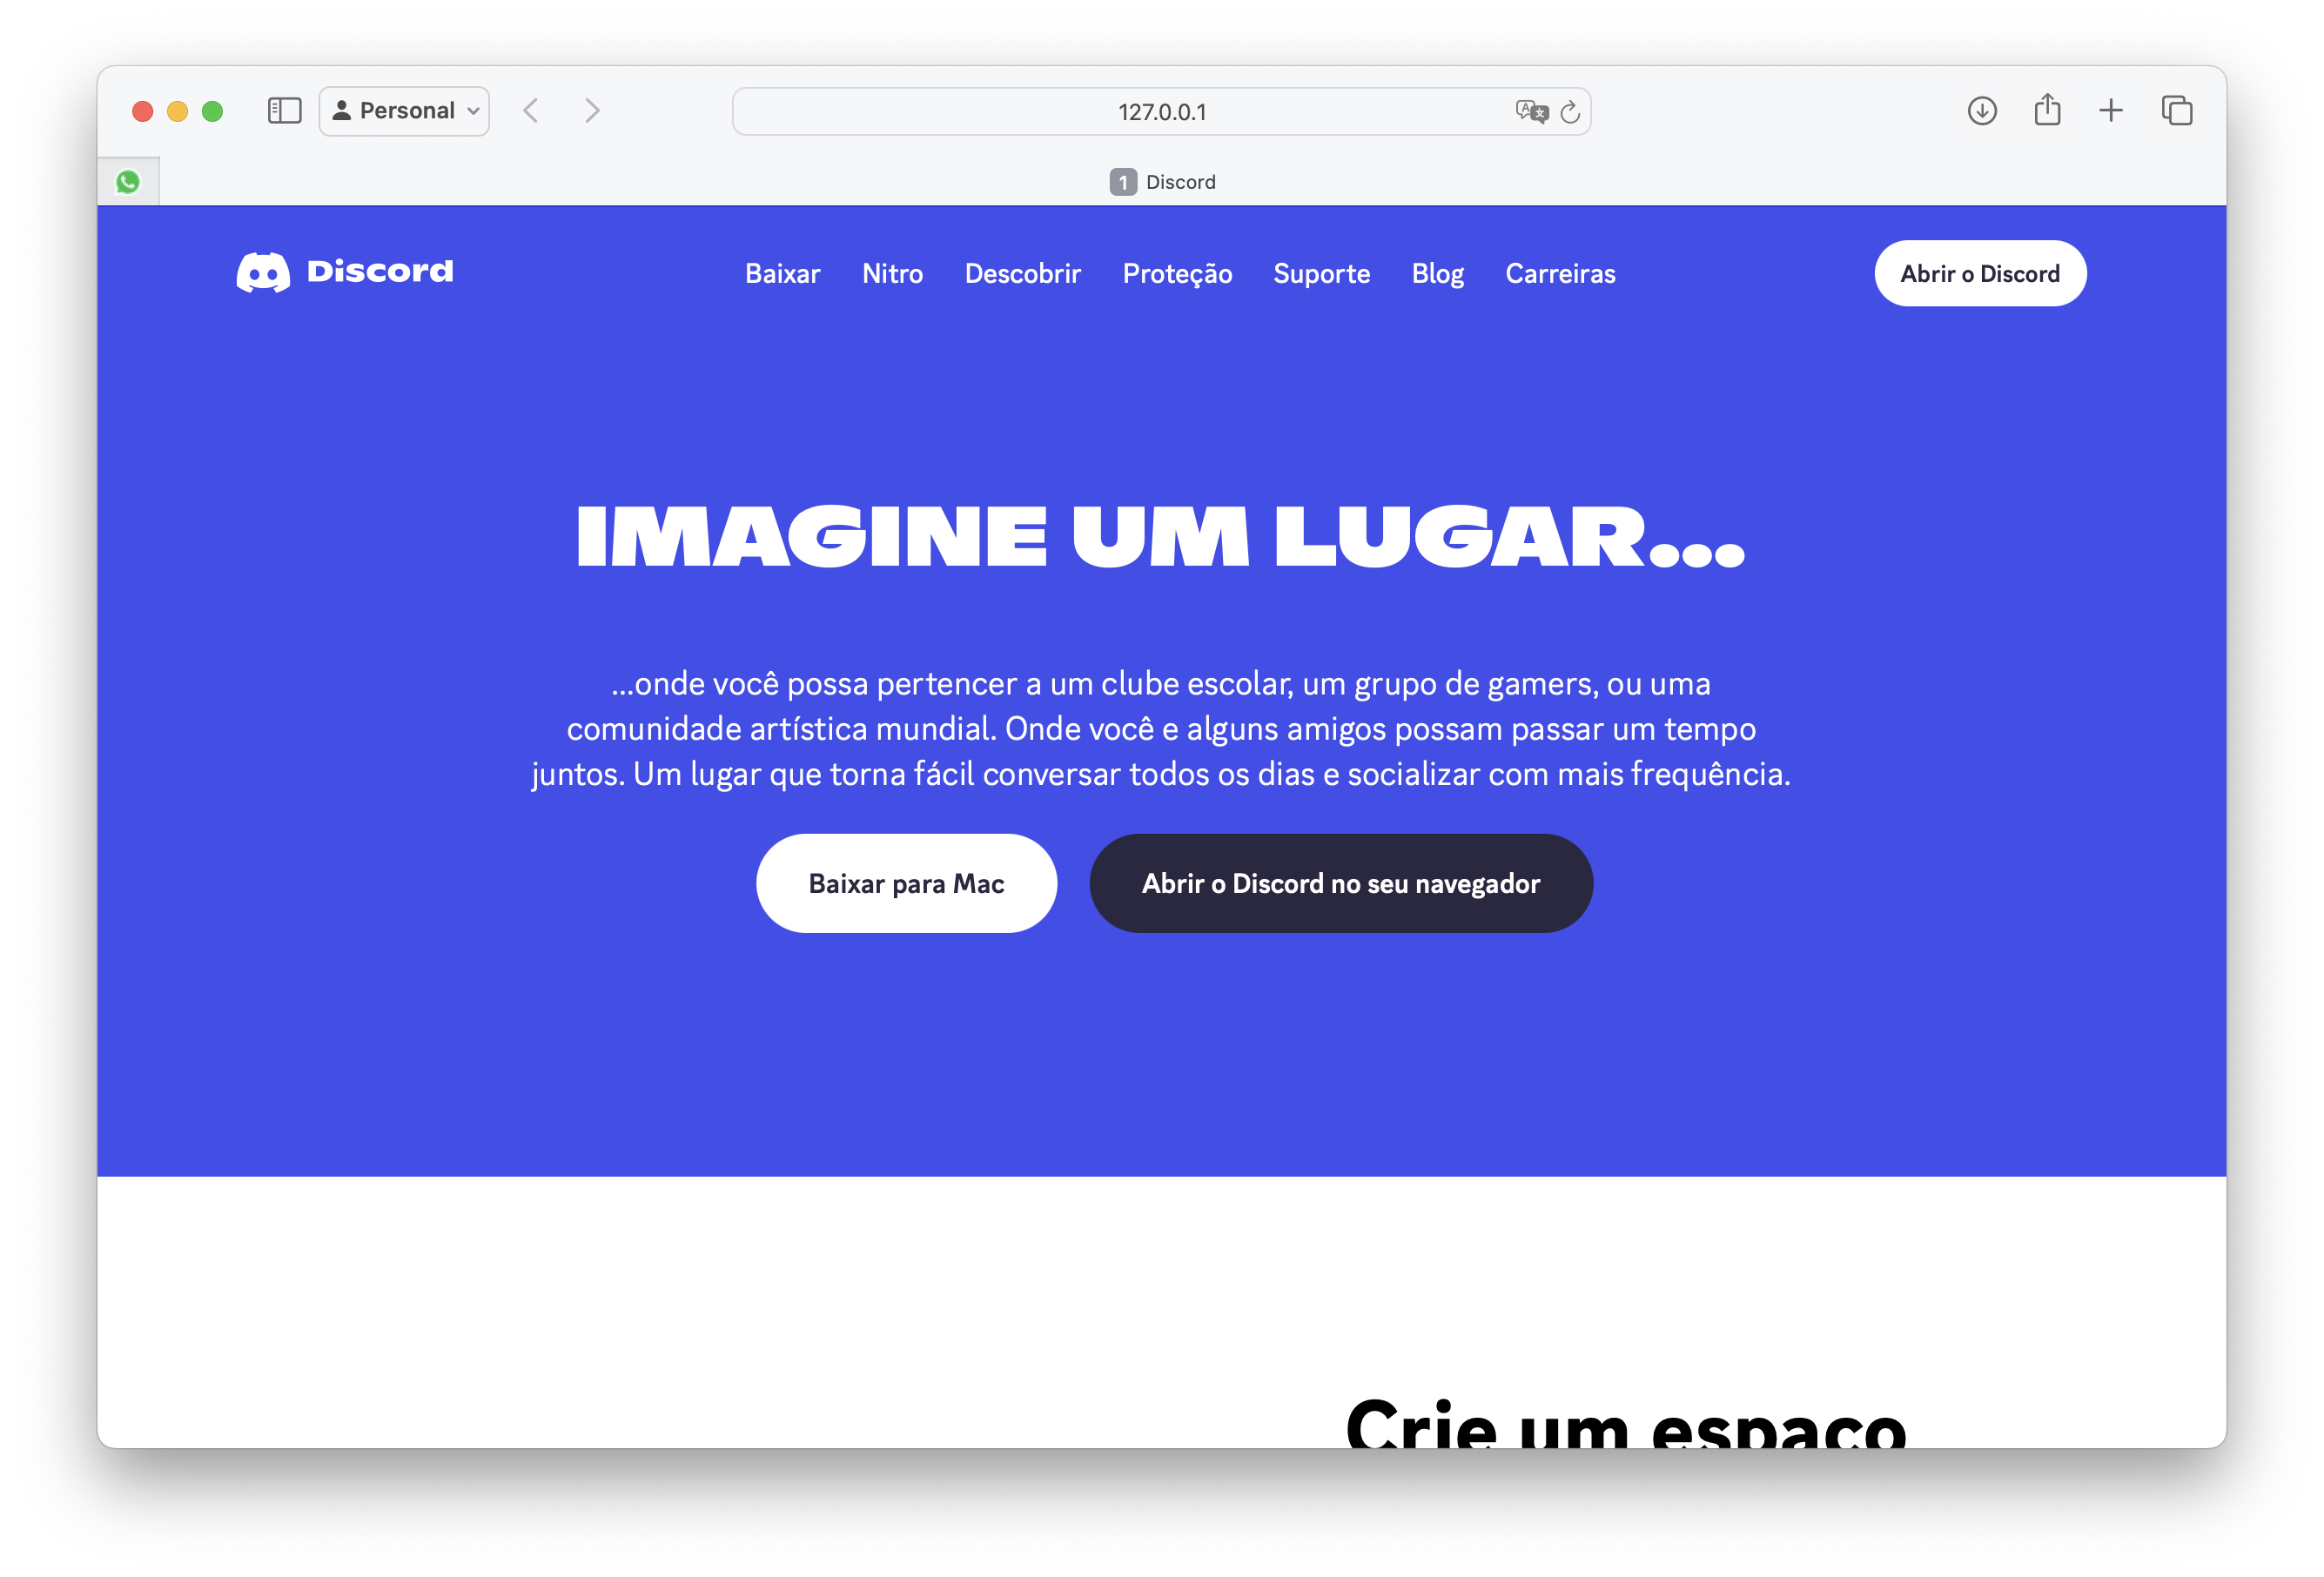 Personal
127.0.0.1
1 Discord
Discord
Baixar Nitro Descobrir Proteção Suporte Blog Carreiras
Abrir o Discord
IMAGINE UM LUGAR...
...onde você possa pertencer a um clube escolar, um grupo de gamers, ou uma
comunidade artística mundial. Onde você e alguns amigos possam passar um tempo
juntos. Um lugar que torna fácil conversar todos os dias e socializar com mais frequência.
Baixar para Mac
Abrir o Discord no seu navegador
Crie um espaço